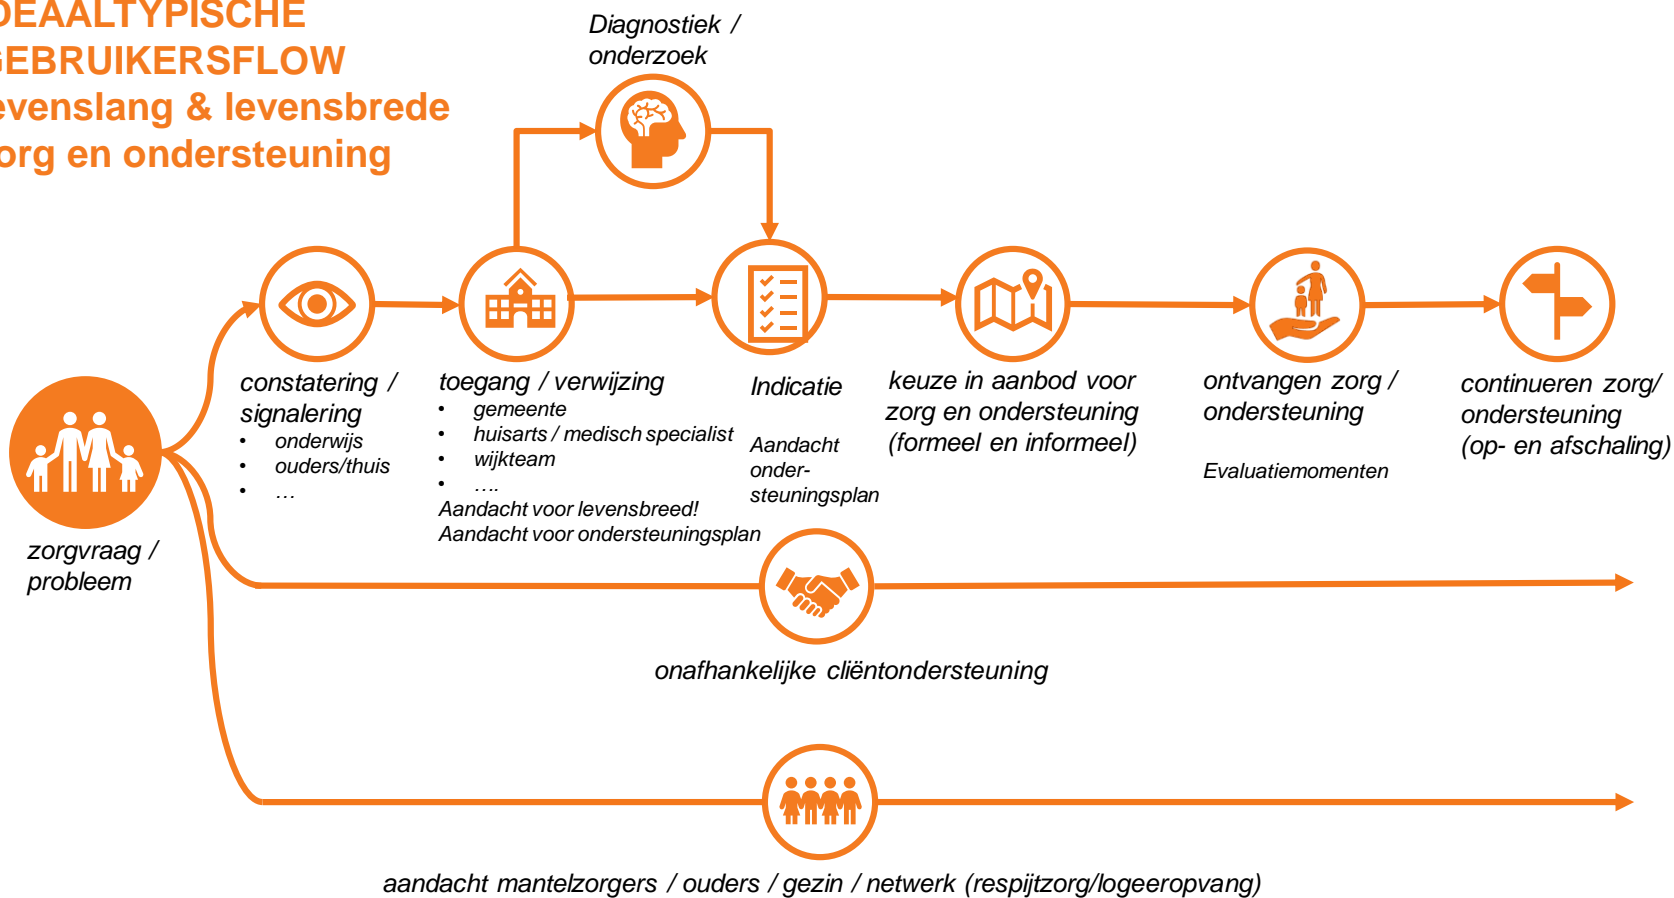 DEAALTYPISCHE
GEBRUIKERSFLOW
evenslang & levensbrede
zorg en ondersteuning
Diagnostiek /
onderzoek
constatering /
signalering
• onderwijs
• ouders/thuis
• …
toegang / verwijzing
• gemeente
• huisarts / medisch specialist
• wijkteam
• ….
Aandacht voor levensbreed!
Aandacht voor ondersteuningsplan
Indicatie
Aandacht
onder-
steuningsplan
keuze in aanbod voor
zorg en ondersteuning
(formeel en informeel)
ontvangen zorg /
ondersteuning
Evaluatiemomenten
continueren zorg/
ondersteuning
(op- en afschaling)
zorgvraag /
probleem
onafhankelijke cliëntondersteuning
aandacht mantelzorgers / ouders / gezin / netwerk (respijtzorg/logeeropvang)